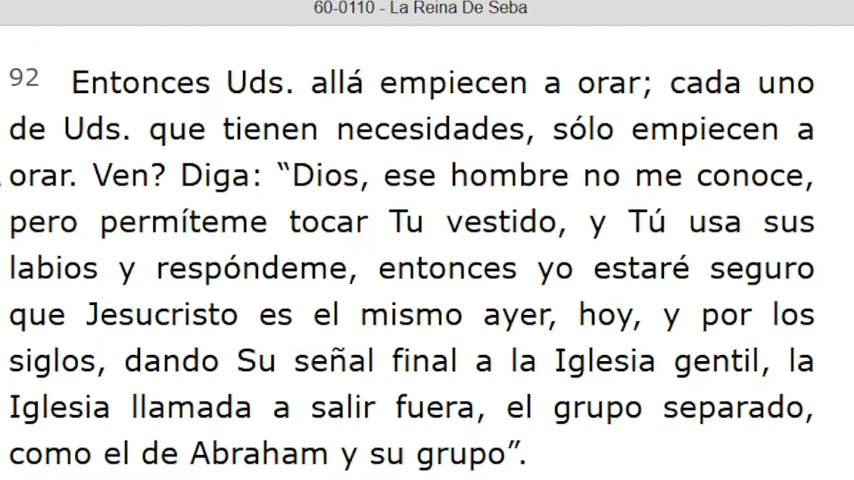 60-0110 - La Reina De Seba
92 Entonces Uds. allá empiecen a orar; cada uno
de Uds. que tienen necesidades, sólo empiecen a
orar. Ven? Diga: “Dios, ese hombre no me conoce,
pero permíteme tocar Tu vestido, y Tú usa sus
labios y respóndeme, entonces yo estaré seguro
que Jesucristo es el mismo ayer, hoy, y por los
siglos, dando Su señal final a la Iglesia gentil, la
Iglesia llamada a salir fuera, el grupo separado,
como el de Abraham y su grupo”.